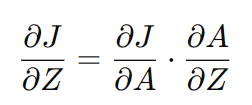 ∂J/∂Z = ∂J/∂A · ∂A/∂Z